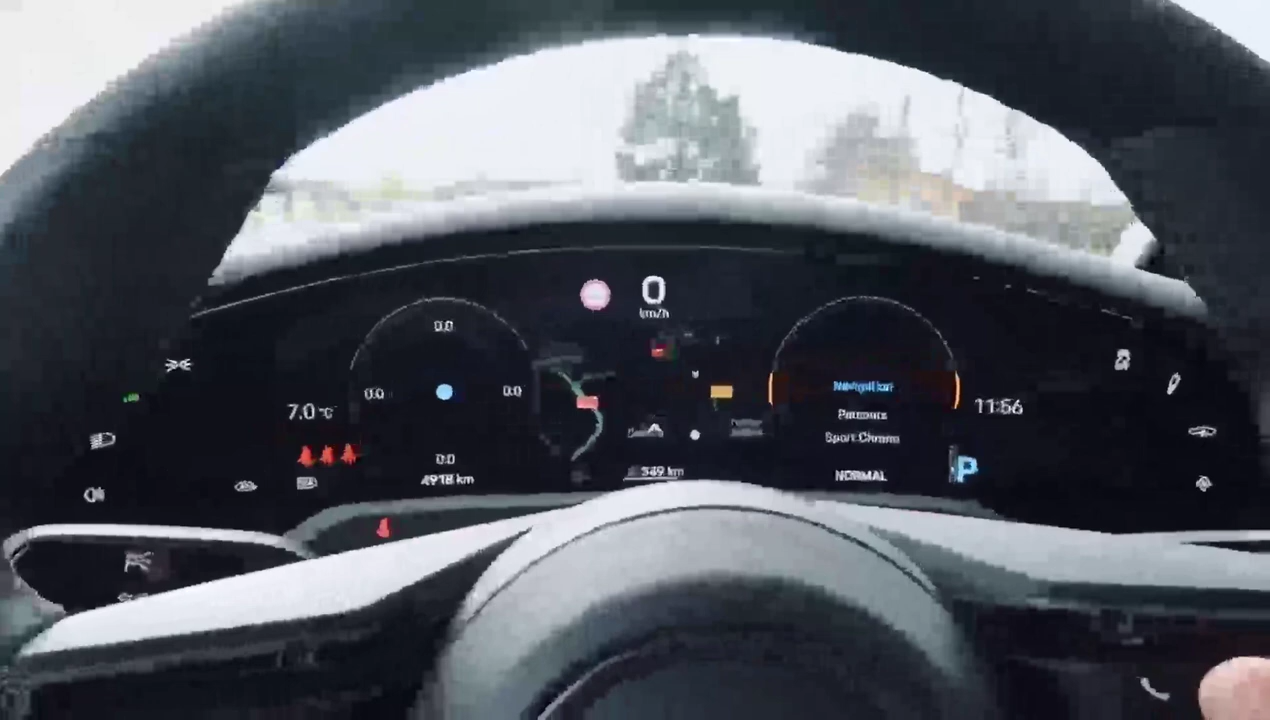 0
km/h
0.0
0.0
0.0
0.0
7.0 °C
4918 km
349 km
Navigation
Parcours
Sport Chrono
NORMAL
11:56
P